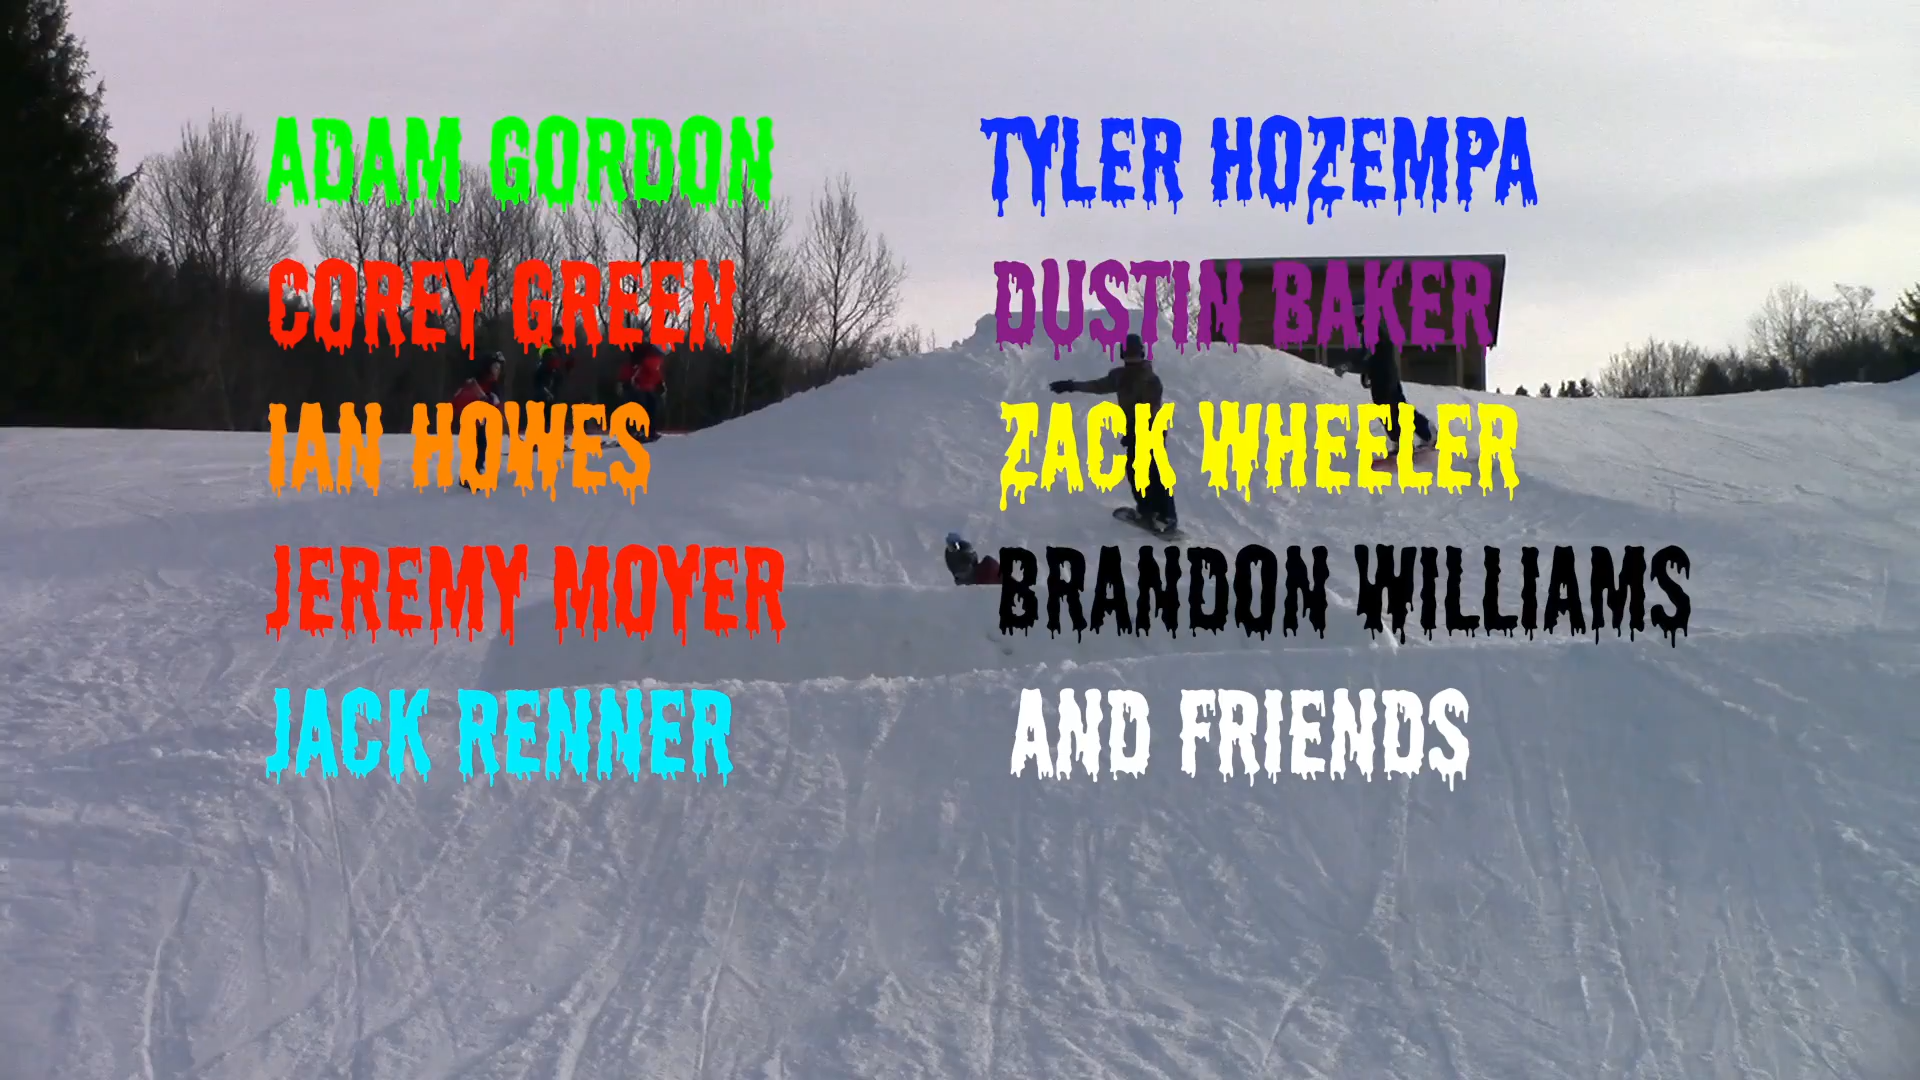 ADAM GORDON
COREY GREEN
IAN HOWES
JEREMY MOYER
JACK RENNER
TYLER HOZEMPA
DUSTIN BAKER
ZACK WHEELER
BRANDON WILLIAMS
AND FRIENDS